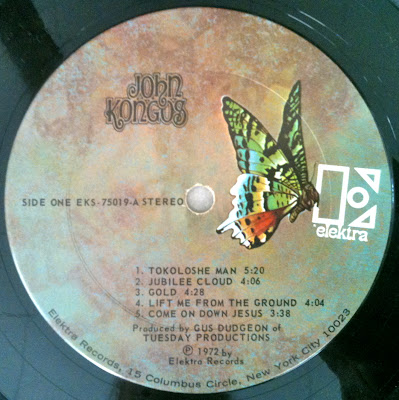 JOHN
KONGOS
SIDE ONE EKS-75019-A STEREO
elektra
1. TOKOLOSHE MAN 5:20
2. JUBILEE CLOUD 4:06
3. GOLD 4:28
4. LIFT ME FROM THE GROUND 4:04
5. COME ON DOWN JESUS 3:38
Produced by GUS DUDGEON of
TUESDAY PRODUCTIONS
Ⓟ 1972 by
Elektra Records
Elektra Records, 15 Columbus Circle, New York City 10023